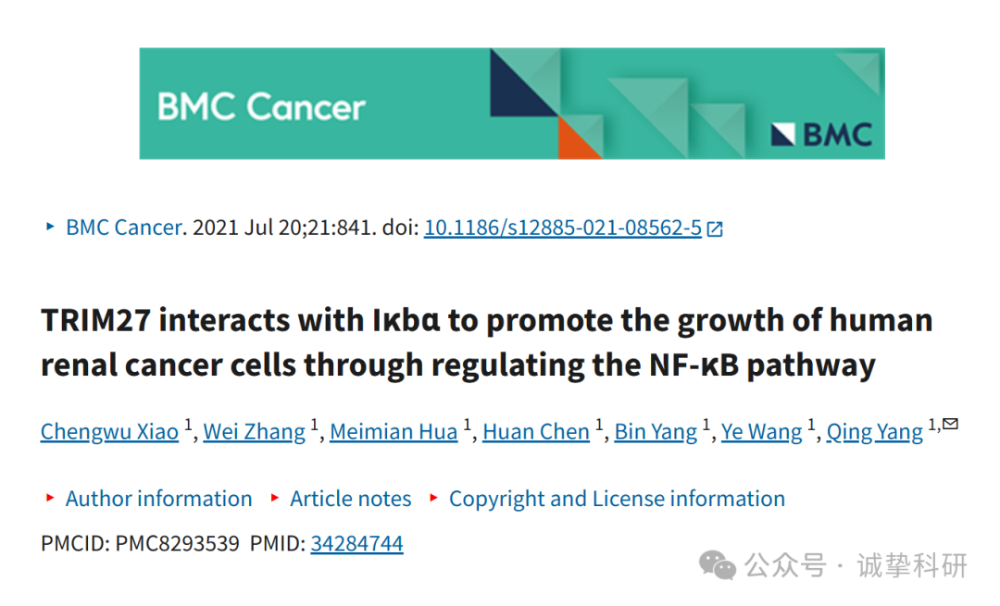 BMC Cancer
BMC
BMC Cancer. 2021 Jul 20;21:841. doi: 10.1186/s12885-021-08562-5
TRIM27 interacts with Iκbα to promote the growth of human
renal cancer cells through regulating the NF-κB pathway
Chengwu Xiao 1, Wei Zhang 1, Meimian Hua 1, Huan Chen 1, Bin Yang 1, Ye Wang 1, Qing Yang 1,✉
Author information Article notes Copyright and License information
PMCID: PMC8293539 PMID: 34284744
公众号 · 诚挚科研